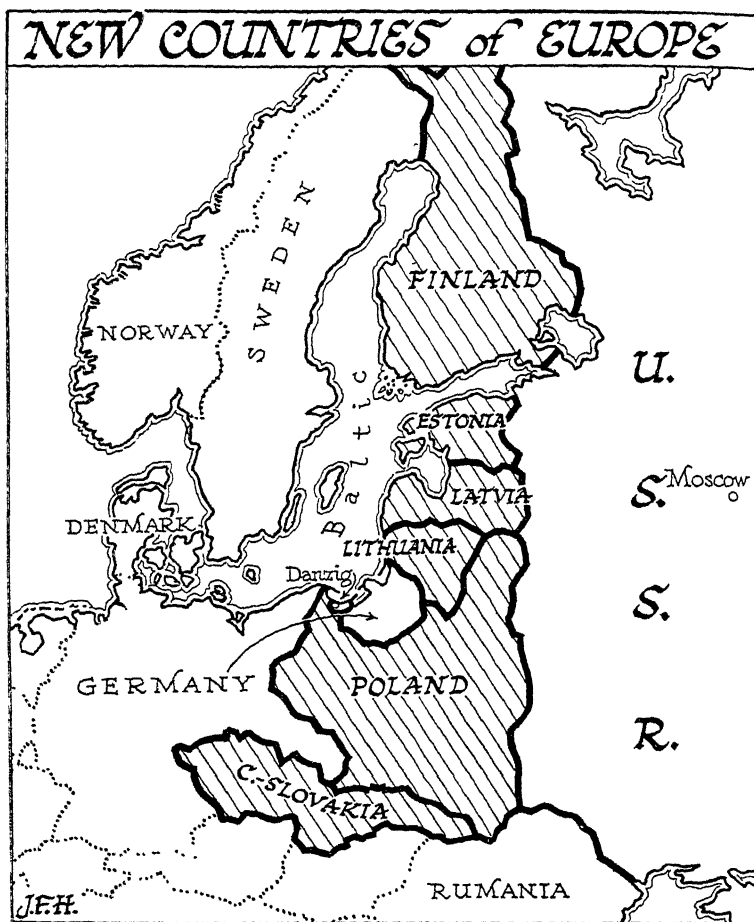 NEW COUNTRIES of EUROPE
SWEDEN
FINLAND
NORWAY
U.
Baltic
ESTONIA
S.
Moscow
LATVIA
DENMARK
LITHUANIA
Danzig
S.
GERMANY
POLAND
R.
C.-SLOVAKIA
RUMANIA
J.F.H.